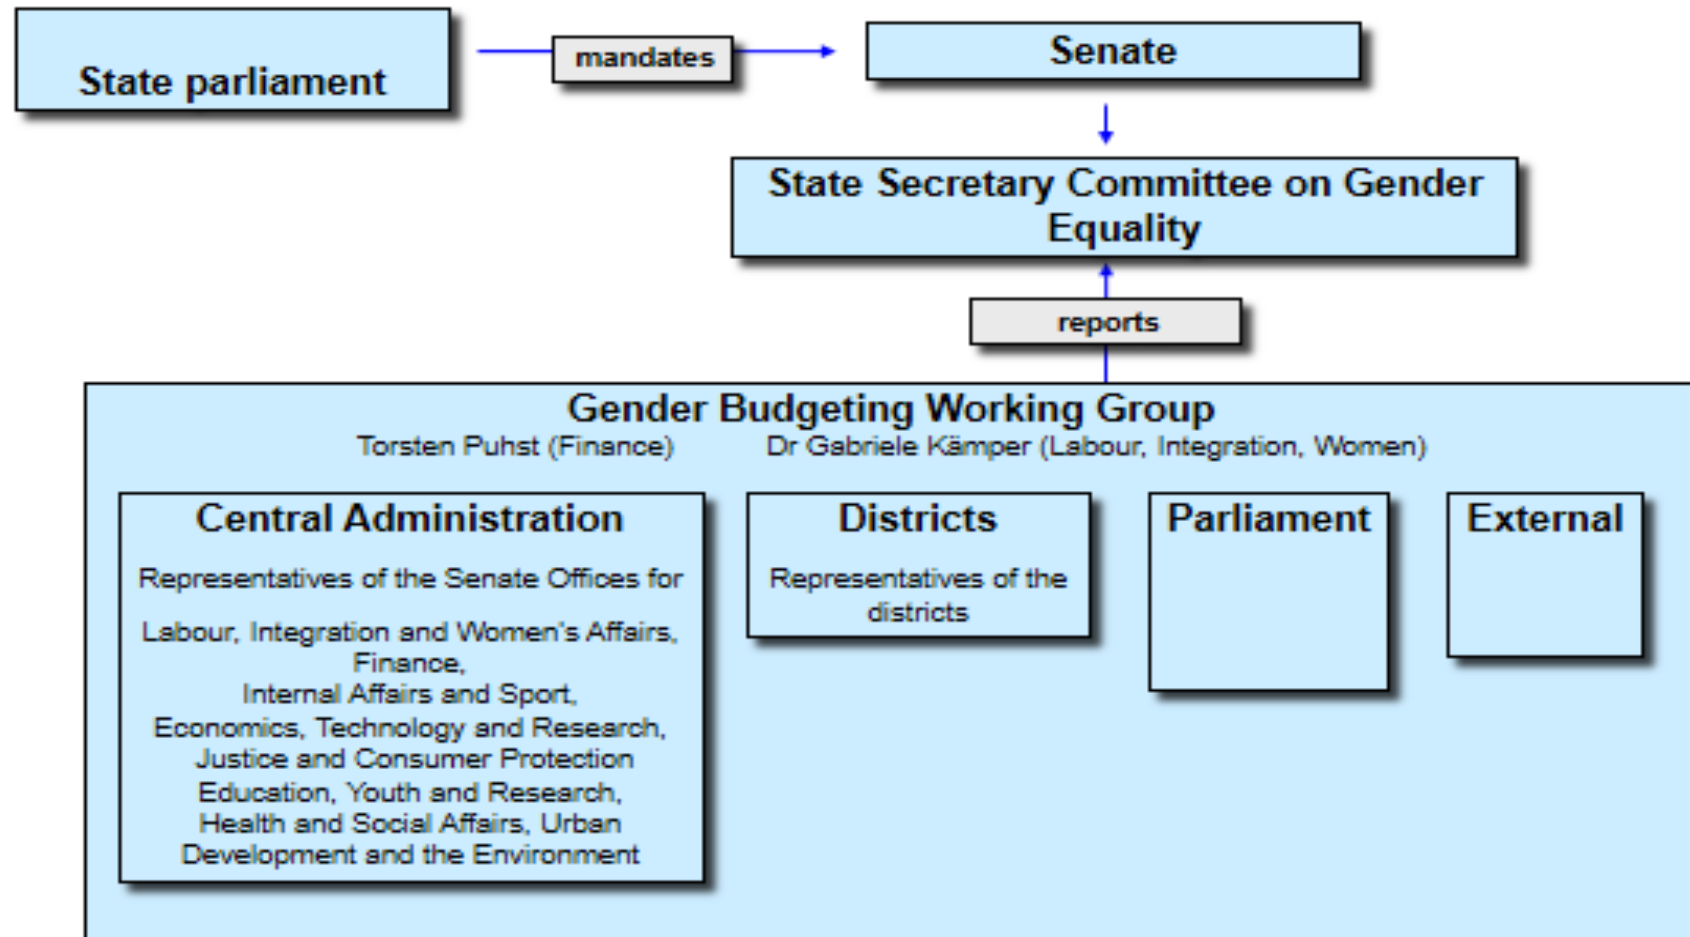 State parliament
mandates
Senate
State Secretary Committee on Gender
Equality
reports
Gender Budgeting Working Group
Torsten Puhst (Finance)
Dr Gabriele Kämper (Labour, Integration, Women)
Central Administration
Representatives of the Senate Offices for
Labour, Integration and Women's Affairs,
Finance,
Internal Affairs and Sport,
Economics, Technology and Research,
Justice and Consumer Protection
Education, Youth and Research,
Health and Social Affairs, Urban
Development and the Environment
Districts
Representatives of the
districts
Parliament
External